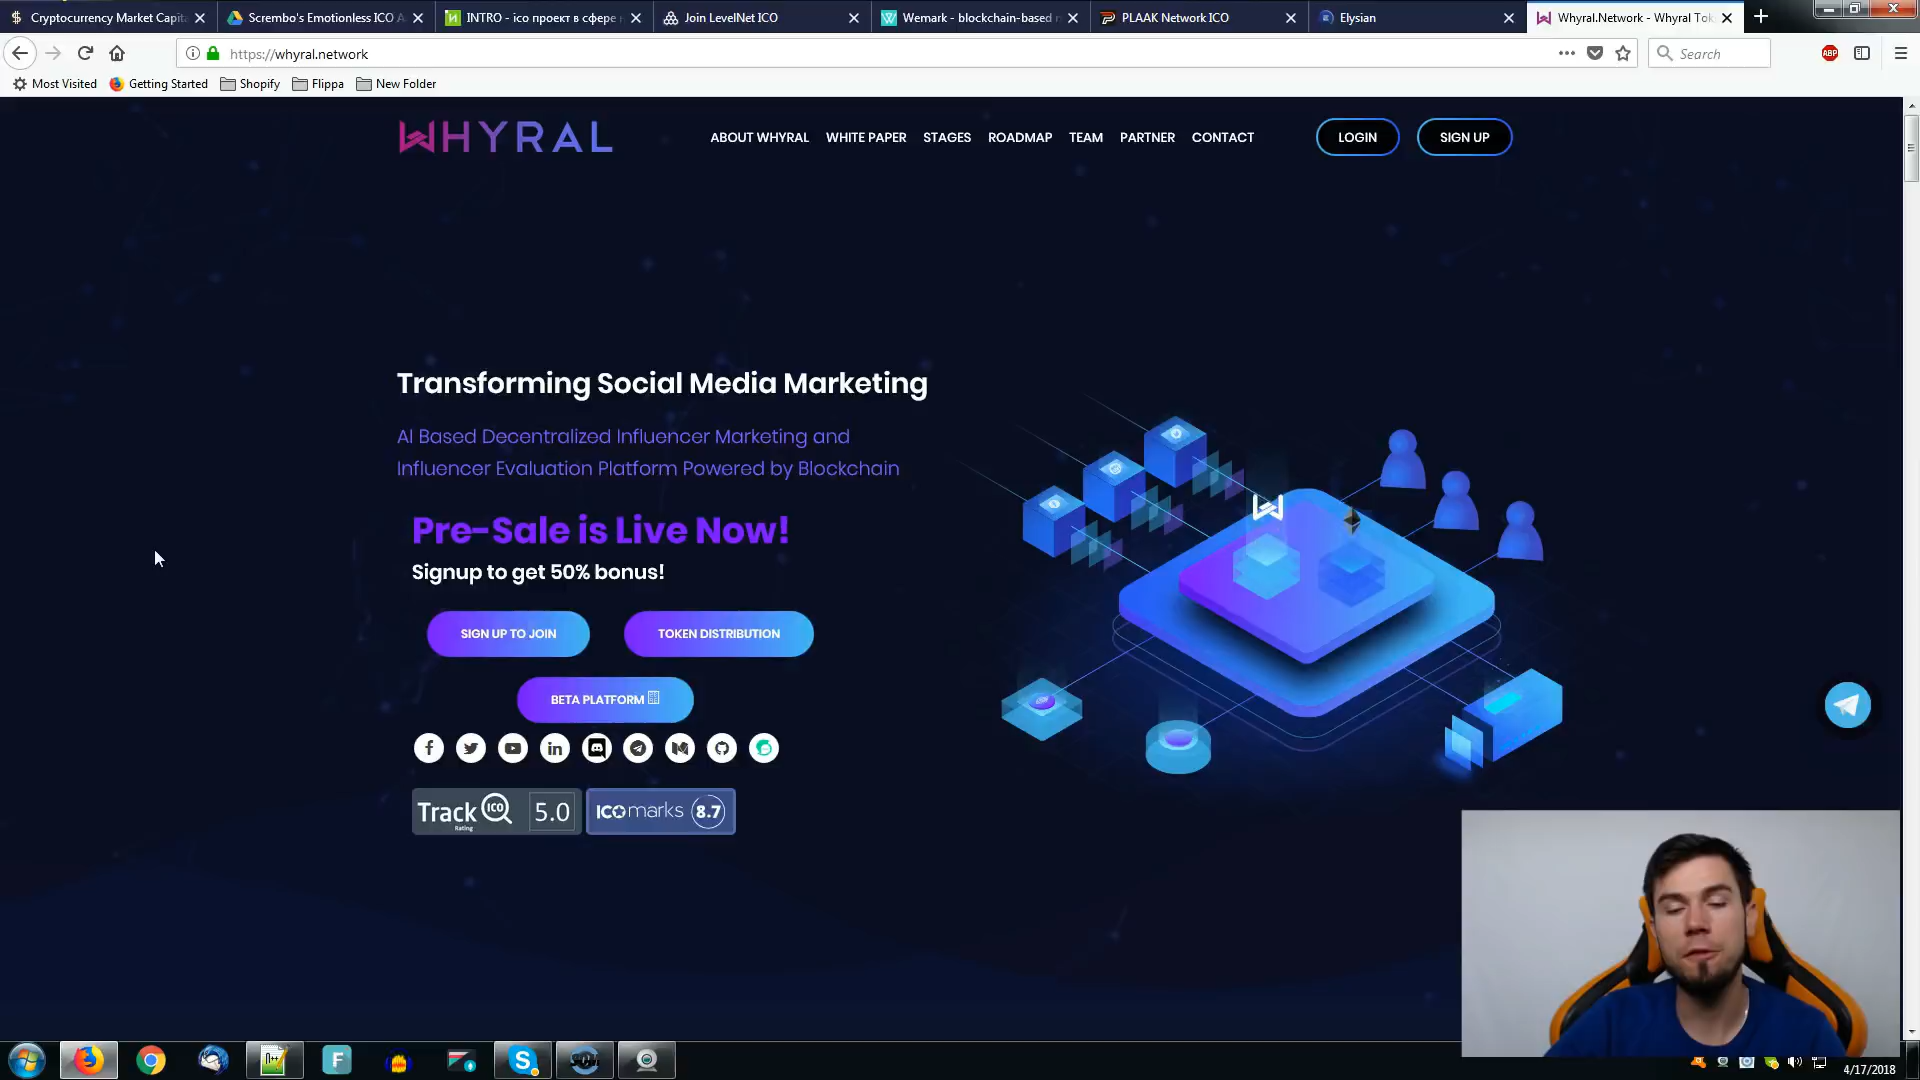 Cryptocurrency Market Capita
Scrembo's Emotionless ICO A
INTRO - ico проект в сфере н
Join LevelNet ICO
Wemark - blockchain-based m
PLAAK Network ICO
Elysian
Whyral.Network - Whyral Tok
https://whyral.network
Search
ABP
Most Visited
Getting Started
Shopify
Flippa
New Folder
WHYRAL
ABOUT WHYRAL
WHITE PAPER
STAGES
ROADMAP
TEAM
PARTNER
CONTACT
LOGIN
SIGN UP
Transforming Social Media Marketing
AI Based Decentralized Influencer Marketing and
Influencer Evaluation Platform Powered by Blockchain
Pre-Sale is Live Now!
Signup to get 50% bonus!
SIGN UP TO JOIN
TOKEN DISTRIBUTION
BETA PLATFORM
Track ICO 5.0
Rating
ICOmarks 8.7
4/17/2018